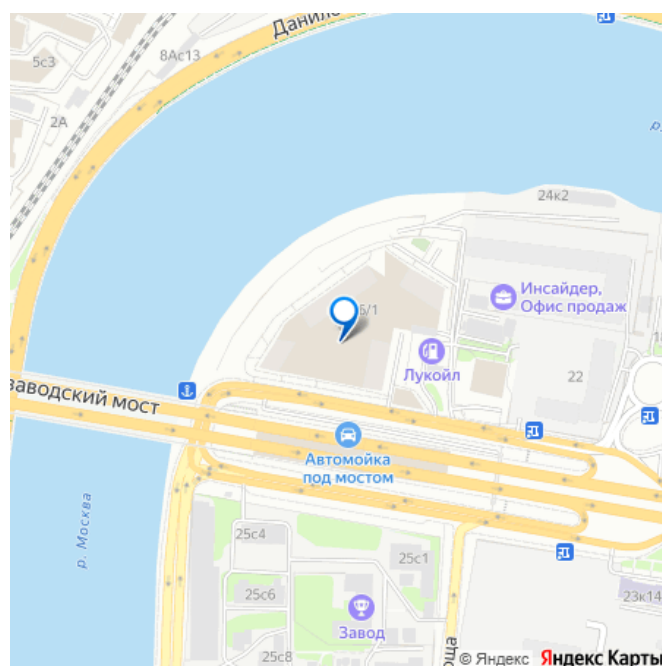 Данило
8Ас13
5с3
2А
р.
24к2
5/1
Инсайдер,
Офис продаж
Лукойл
22
заводский мост
Автомойка
под мостом
р. Москва
25с4
25с1
25с6
23к14
Завод
25с8
оща
© Яндекс Яндекс Карты